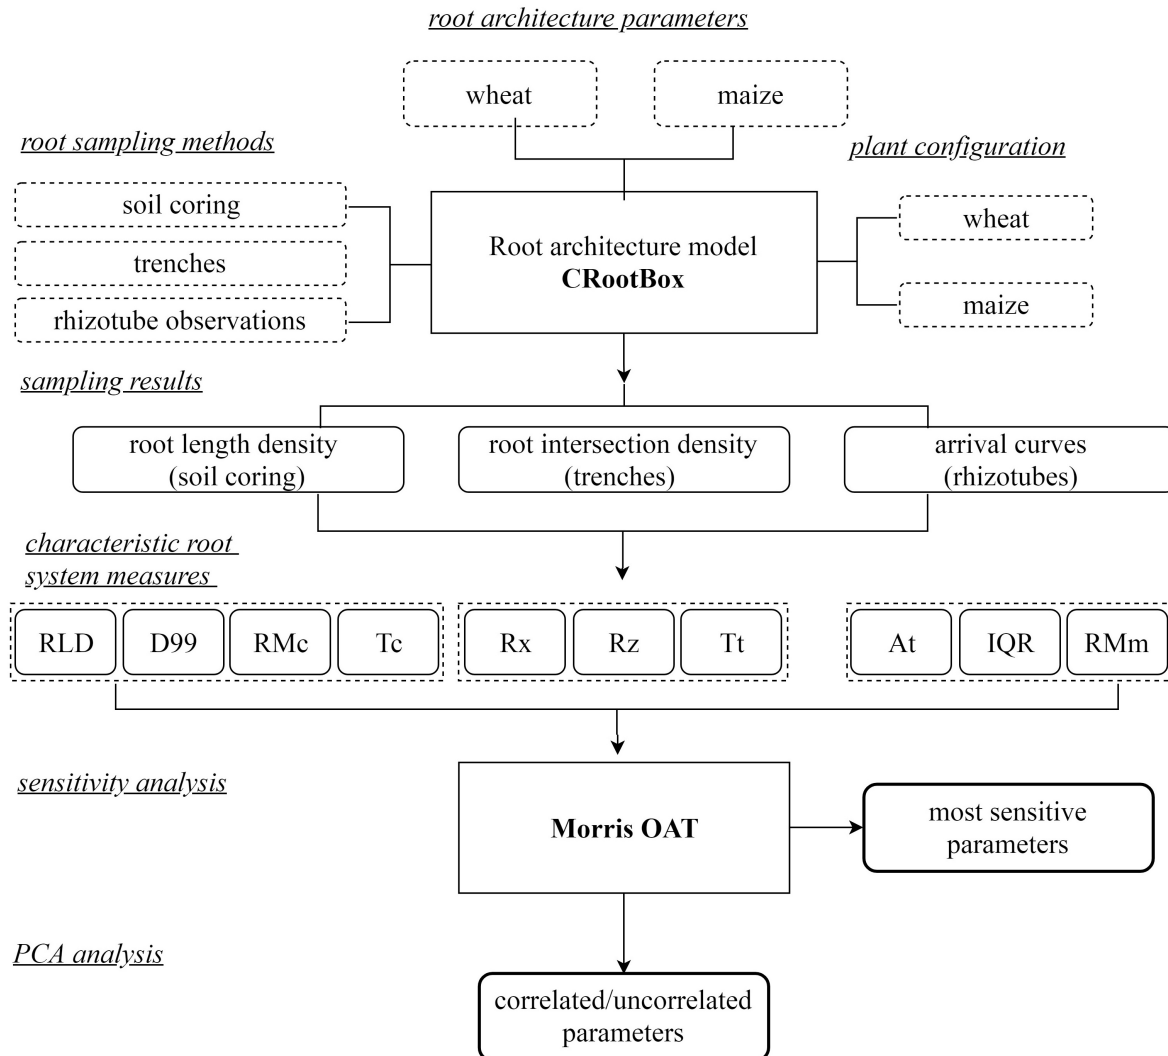 root architecture parameters
wheat
maize
root sampling methods
plant configuration
soil coring
trenches
rhizotube observations
Root architecture model
CRootBox
wheat
maize
sampling results
root length density
(soil coring)
root intersection density
(trenches)
arrival curves
(rhizotubes)
characteristic root
system measures
RLD
D99
RMc
Tc
Rx
Rz
Tt
At
IQR
RMm
sensitivity analysis
Morris OAT
most sensitive
parameters
PCA analysis
correlated/uncorrelated
parameters